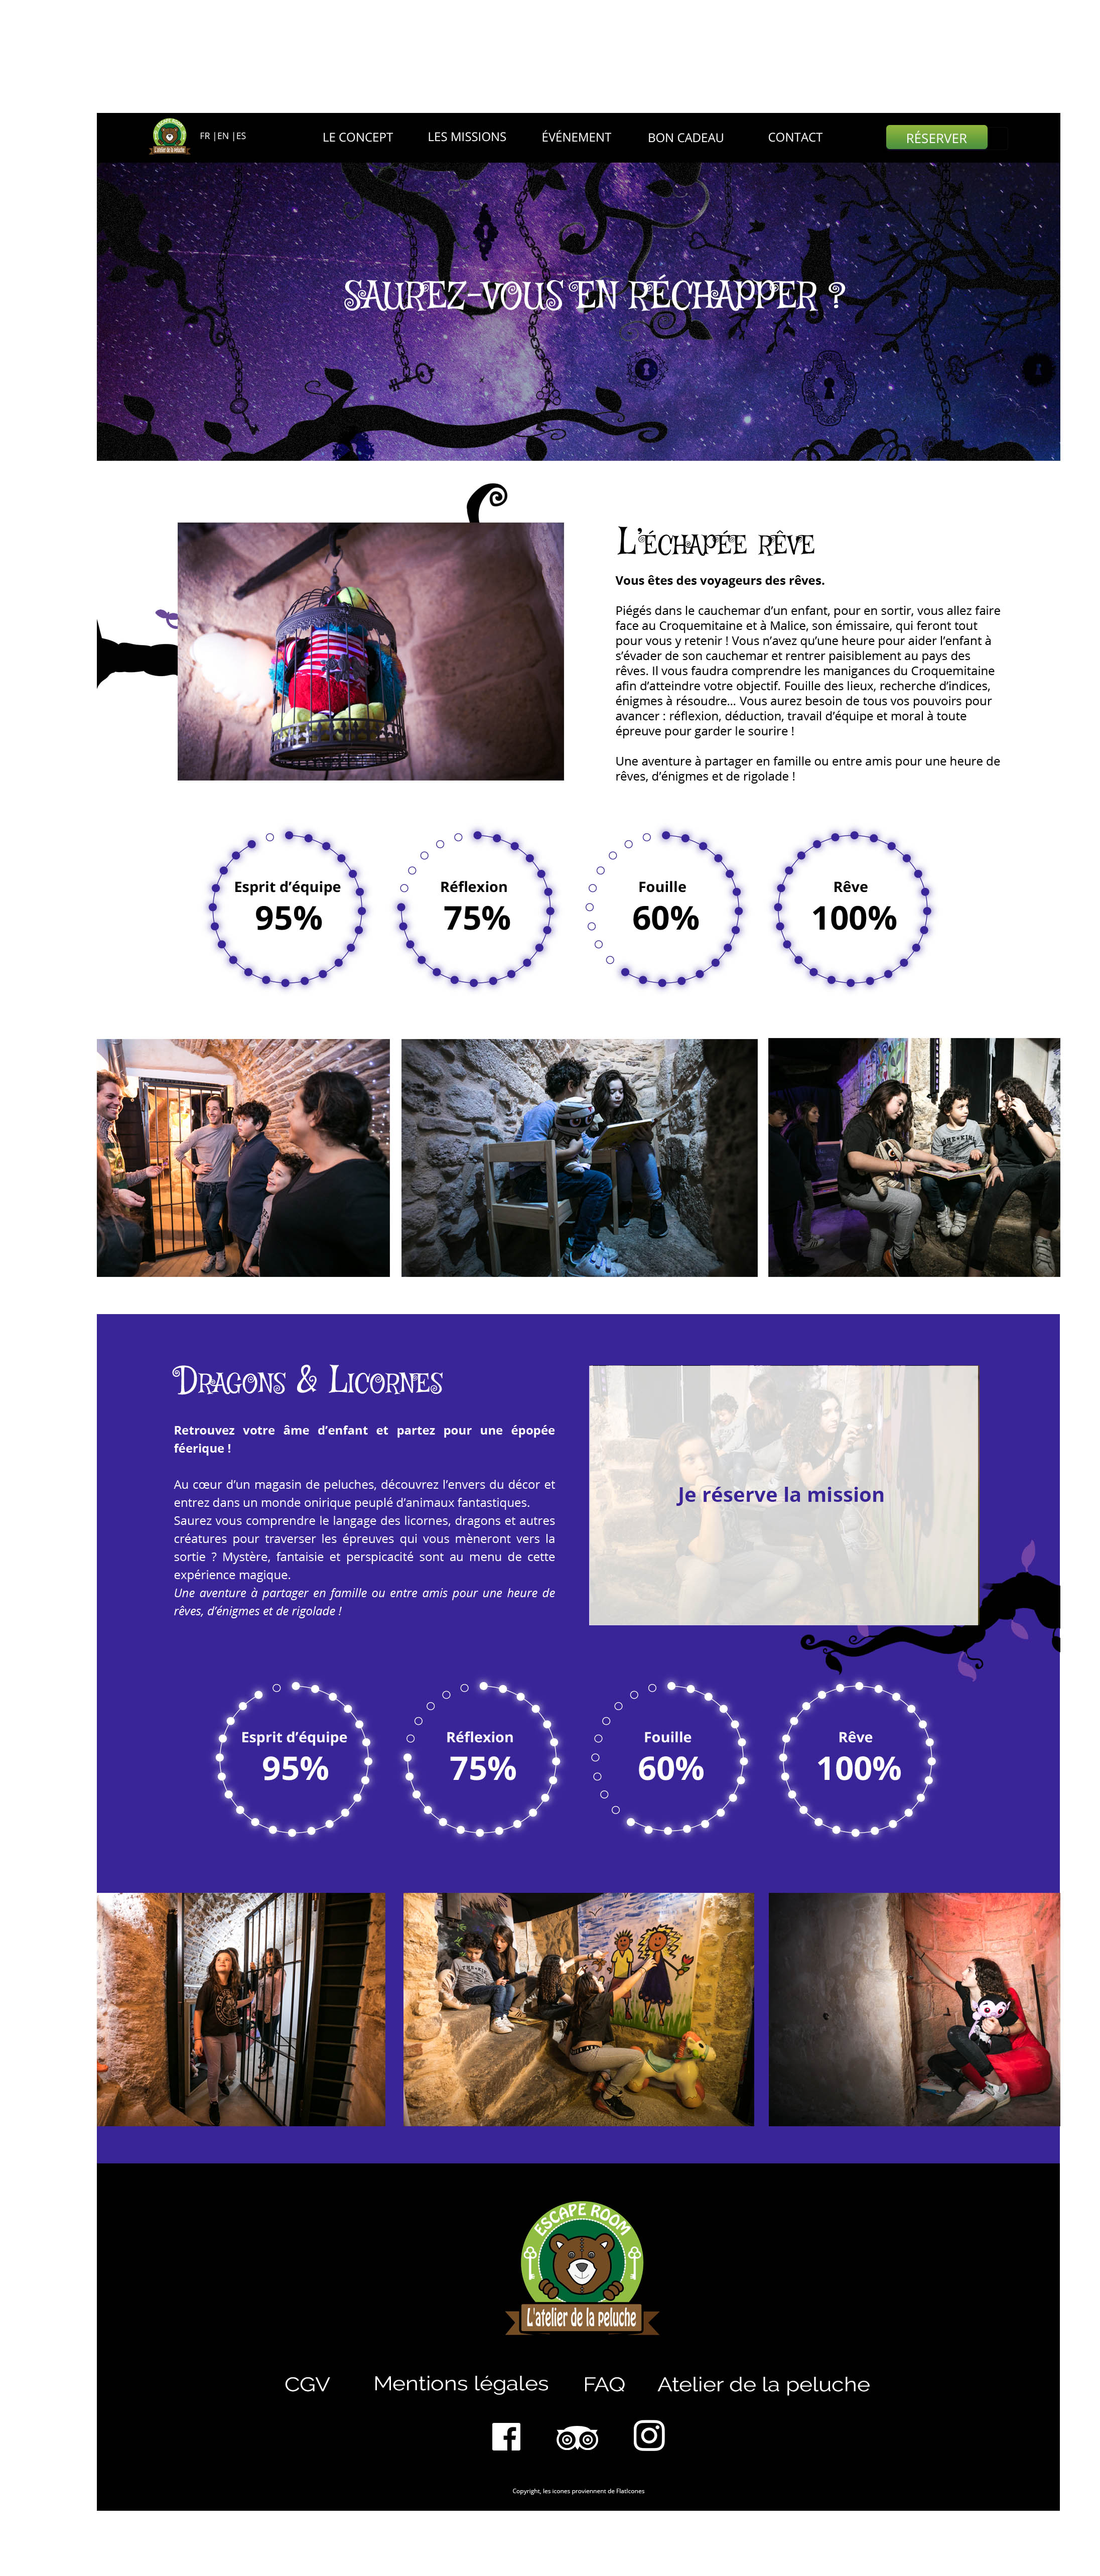 FR |EN |ES
LE CONCEPT
LES MISSIONS
ÉVÉNEMENT
BON CADEAU
CONTACT
RÉSERVER
L'atelier de la peluche
SAUREZ-VOUS EN RÉCHAPPER ?
L'ÉCHAPÉE RÊVE
Vous êtes des voyageurs des rêves.
Piégés dans le cauchemar d'un enfant, pour en sortir, vous allez faire
face au Croquemitaine et à Malice, son émissaire, qui feront tout
pour vous y retenir ! Vous n'avez qu'une heure pour aider l'enfant à
s'évader de son cauchemar et rentrer paisiblement au pays des
rêves. Il vous faudra comprendre les manigances du Croquemitaine
afin d'atteindre votre objectif. Fouille des lieux, recherche d'indices,
énigmes à résoudre... Vous aurez besoin de tous vos pouvoirs pour
avancer : réflexion, déduction, travail d'équipe et moral à toute
épreuve pour garder le sourire !
Une aventure à partager en famille ou entre amis pour une heure de
rêves, d'énigmes et de rigolade !
Esprit d'équipe
95%
Réflexion
75%
Fouille
60%
Rêve
100%
DRAGONS & LICORNES
Retrouvez votre âme d'enfant et partez pour une épopée
féerique !
Au cœur d'un magasin de peluches, découvrez l'envers du décor et
entrez dans un monde onirique peuplé d'animaux fantastiques.
Saurez vous comprendre le langage des licornes, dragons et autres
créatures pour traverser les épreuves qui vous mèneront vers la
sortie ? Mystère, fantaisie et perspicacité sont au menu de cette
expérience magique.
Une aventure à partager en famille ou entre amis pour une heure de
rêves, d'énigmes et de rigolade !
Je réserve la mission
Esprit d'équipe
95%
Réflexion
75%
Fouille
60%
Rêve
100%
ESCAPE ROOM
L'atelier de la peluche
CGV
Mentions légales
FAQ
Atelier de la peluche
Copyright, les icones proviennent de FlatIcones